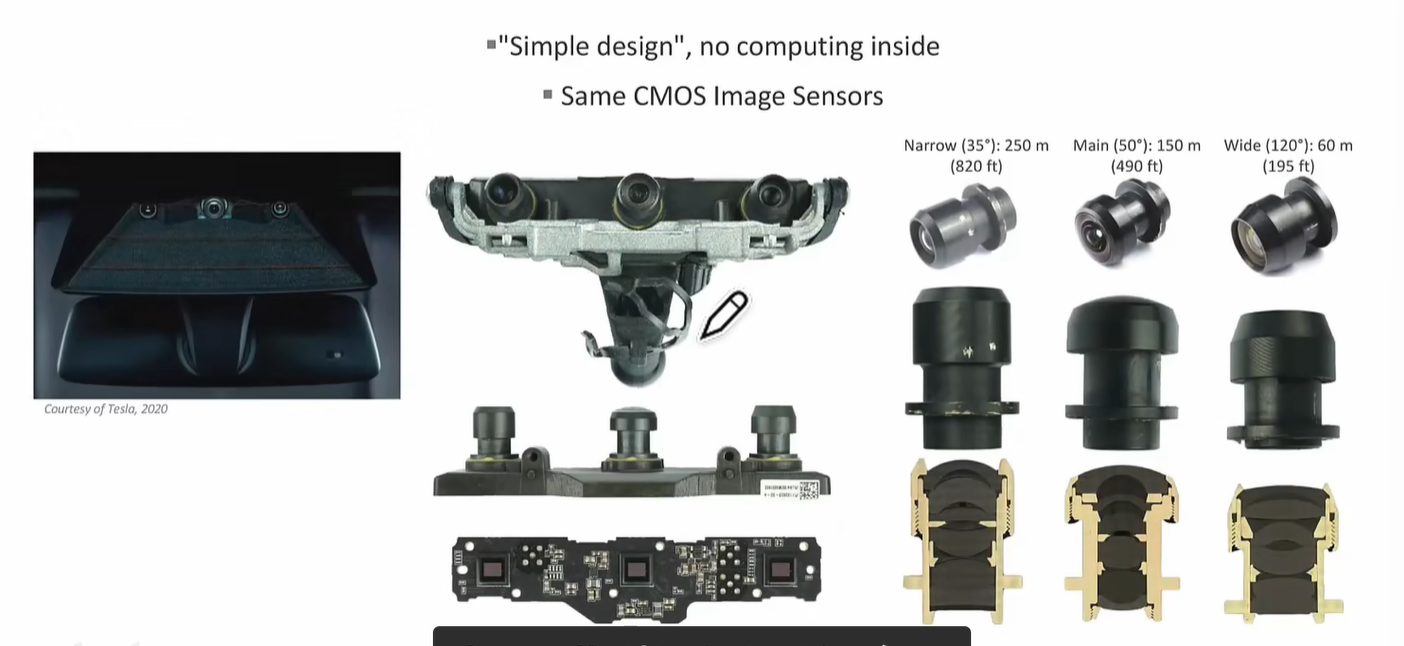 "Simple design", no computing inside
Same CMOS Image Sensors
Narrow (35°): 250 m
(820 ft)
Main (50°): 150 m
(490 ft)
Wide (120°): 60 m
(195 ft)
Courtesy of Tesla, 2020